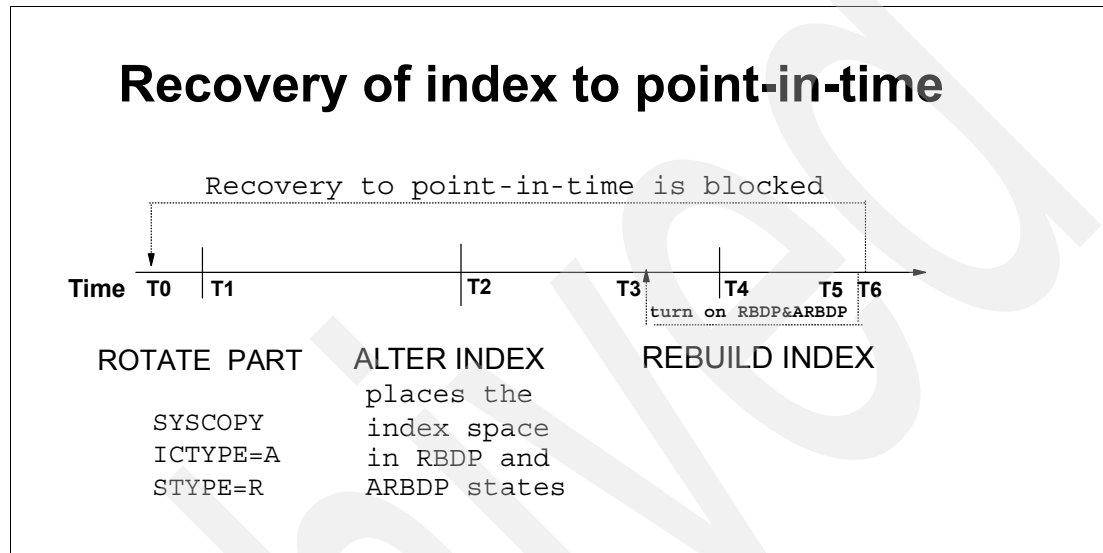 Recovery of index to point-in-time
Recovery to point-in-time is blocked
Time T0 T1 T2 T3 T4 T5 T6
turn on RBDP&ARBDP
ROTATE PART
SYSCOPY
ICTYPE=A
STYPE=R
ALTER INDEX
places the
index space
in RBDP and
ARBDP states
REBUILD INDEX